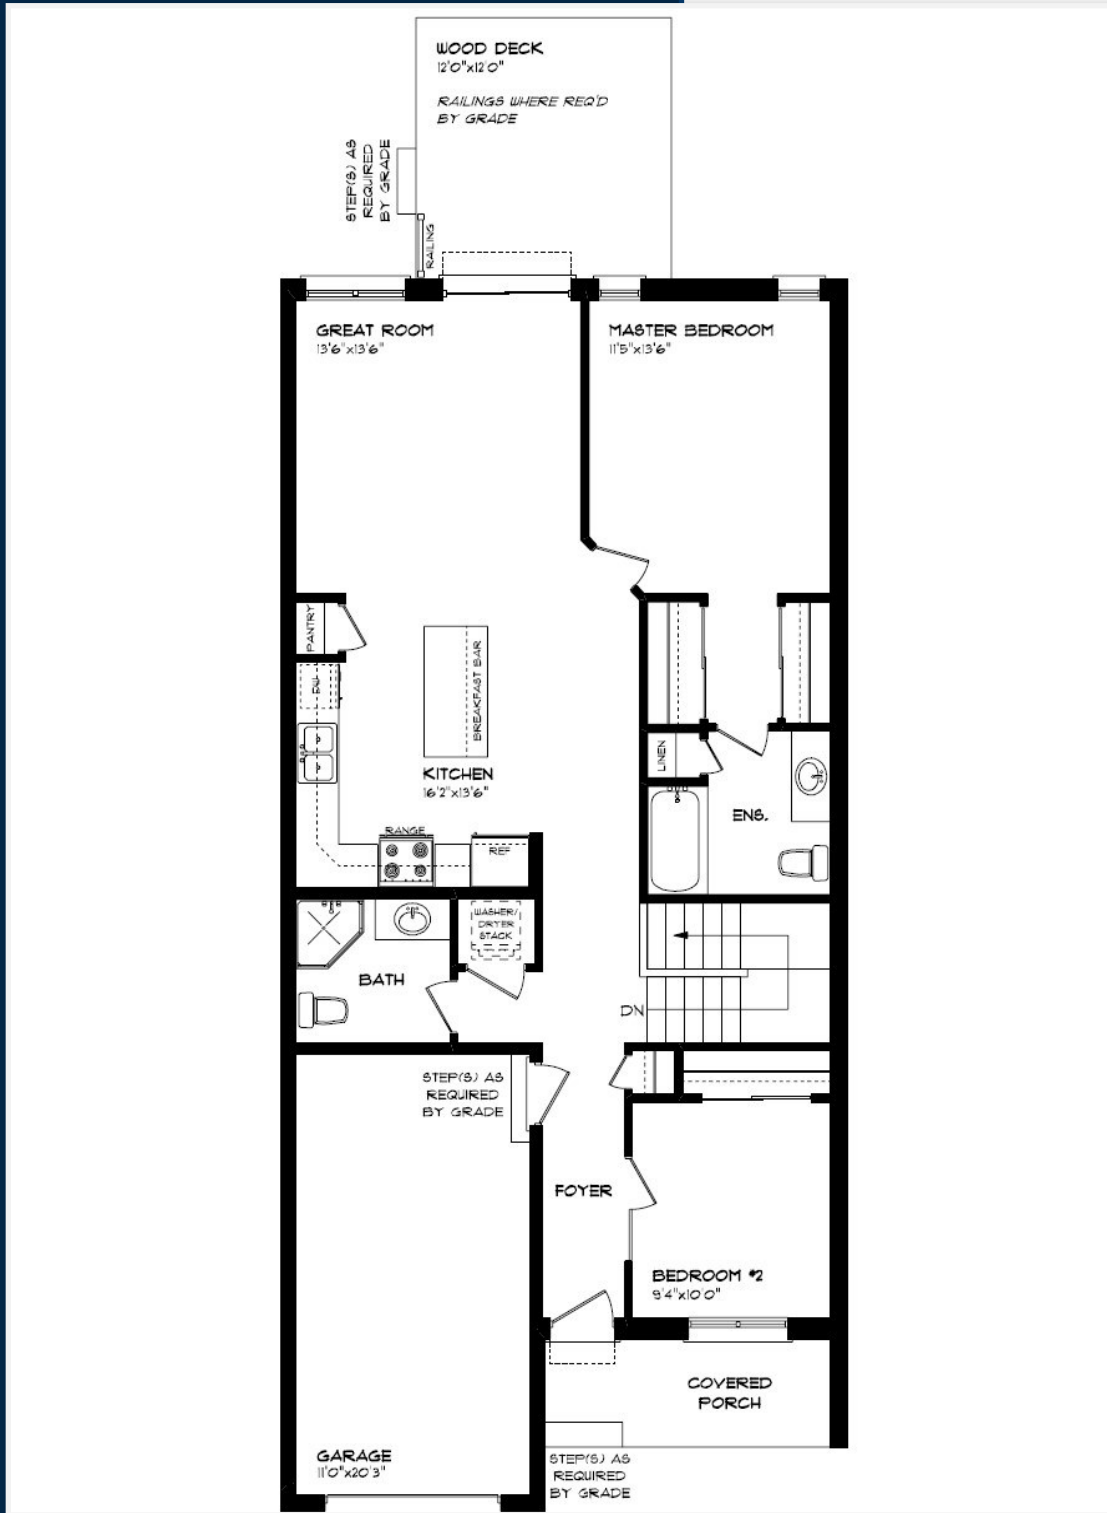 WOOD DECK
12'0"x12'0"
RAILINGS WHERE REQ'D
BY GRADE
STEP(S) AS
REQUIRED
BY GRADE
RAILING
GREAT ROOM
13'6"x13'6"
MASTER BEDROOM
11'5"x13'6"
PANTRY
DW
BREAKFAST BAR
KITCHEN
16'2"x13'6"
LINEN
ENS.
RANGE
REF
WASHER/
DRYER
STACK
BATH
DN
STEP(S) AS
REQUIRED
BY GRADE
FOYER
BEDROOM #2
9'4"x10'0"
COVERED
PORCH
GARAGE
11'0"x20'3"
STEP(S) AS
REQUIRED
BY GRADE